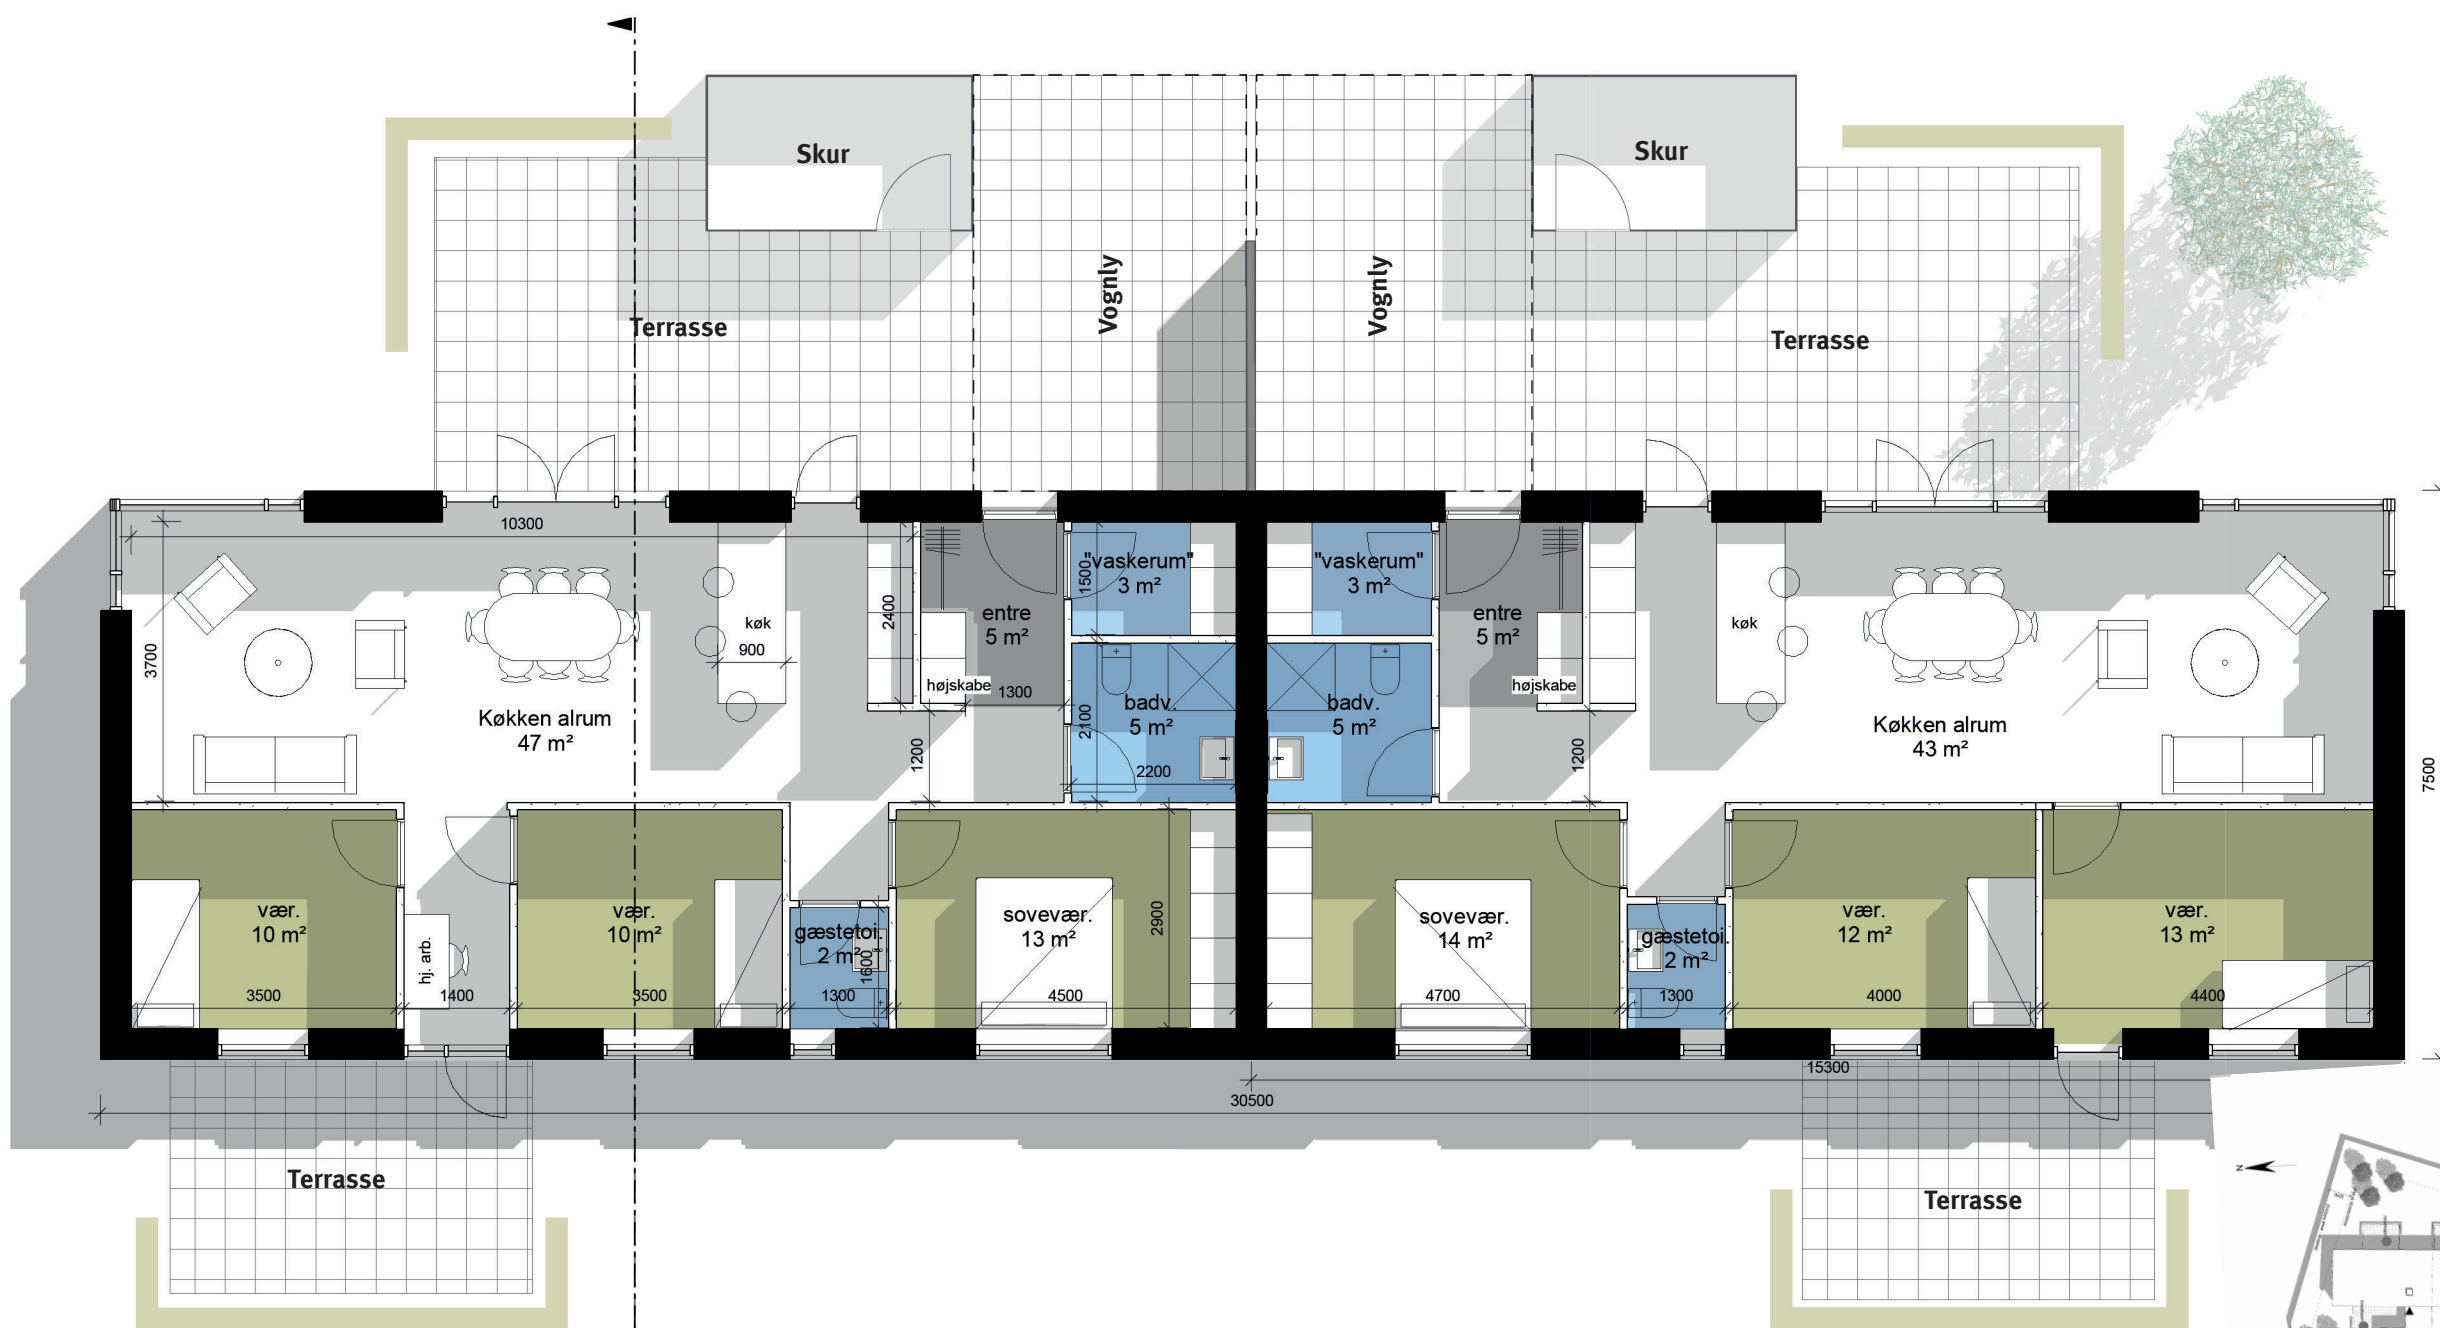 Skur
Skur
Vognly
Vognly
Terrasse
Terrasse
10300
3700
køk
900
2400
entre
5 m²
højskabe
1300
1500
"vaskerum"
3 m²
"vaskerum"
3 m²
entre
5 m²
højskabe
køk
Køkken alrum
47 m²
1200
2100
badv.
5 m²
2200
badv.
5 m²
1200
Køkken alrum
43 m²
7500
vær.
10 m²
hj. arb.
vær.
10 m²
gæstetoi.
2 m²
1600
sovevær.
13 m²
2900
sovevær.
14 m²
gæstetoi.
2 m²
vær.
12 m²
vær.
13 m²
3500
1400
3500
1300
4500
4700
1300
4000
4400
15300
30500
Terrasse
Terrasse
N